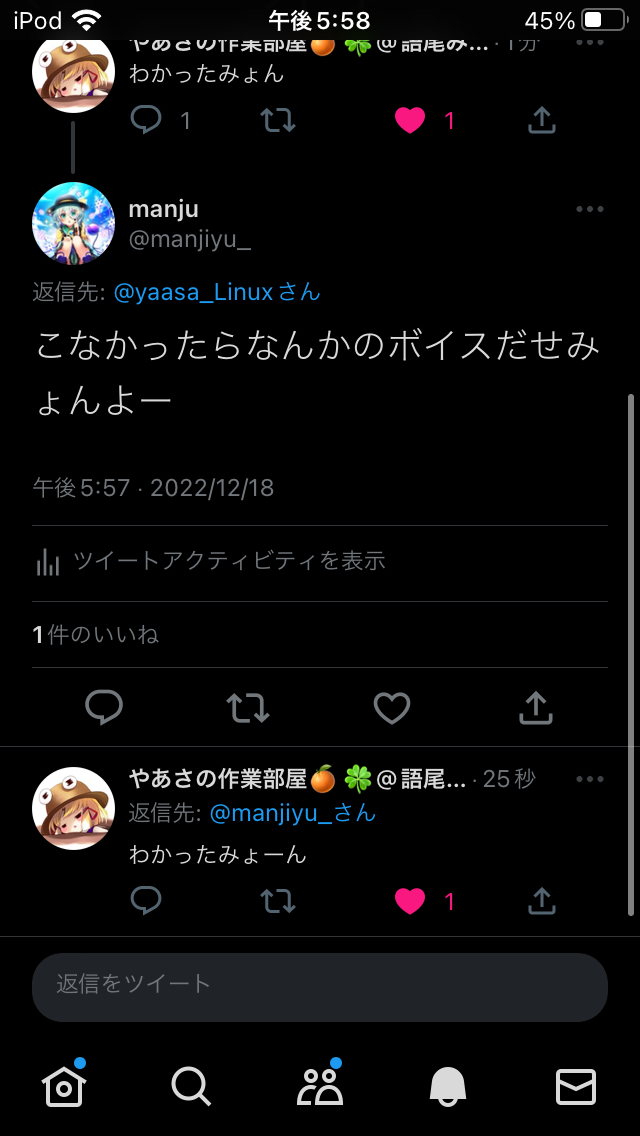 iPod 午後5:58 45%
やあさの作業部屋🍊 🍀@語尾み… · 1分
わかったみょん
1 1
manju
@manjiyu_
返信先: @yaasa_Linuxさん
こなかったらなんかのボイスだせみ
ょんよー
午後5:57 · 2022/12/18
ツイートアクティビティを表示
1件のいいね
やあさの作業部屋🍊 🍀@語尾… · 25秒
返信先: @manjiyu_さん
わかったみょーん
1
返信をツイート